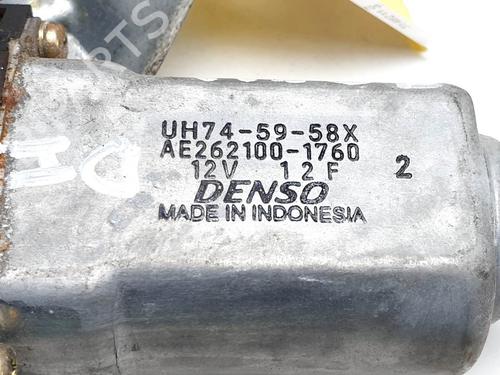 UH74-59-58X
AE262100-1760
12V 12F 2
DENSO
MADE IN INDONESIA